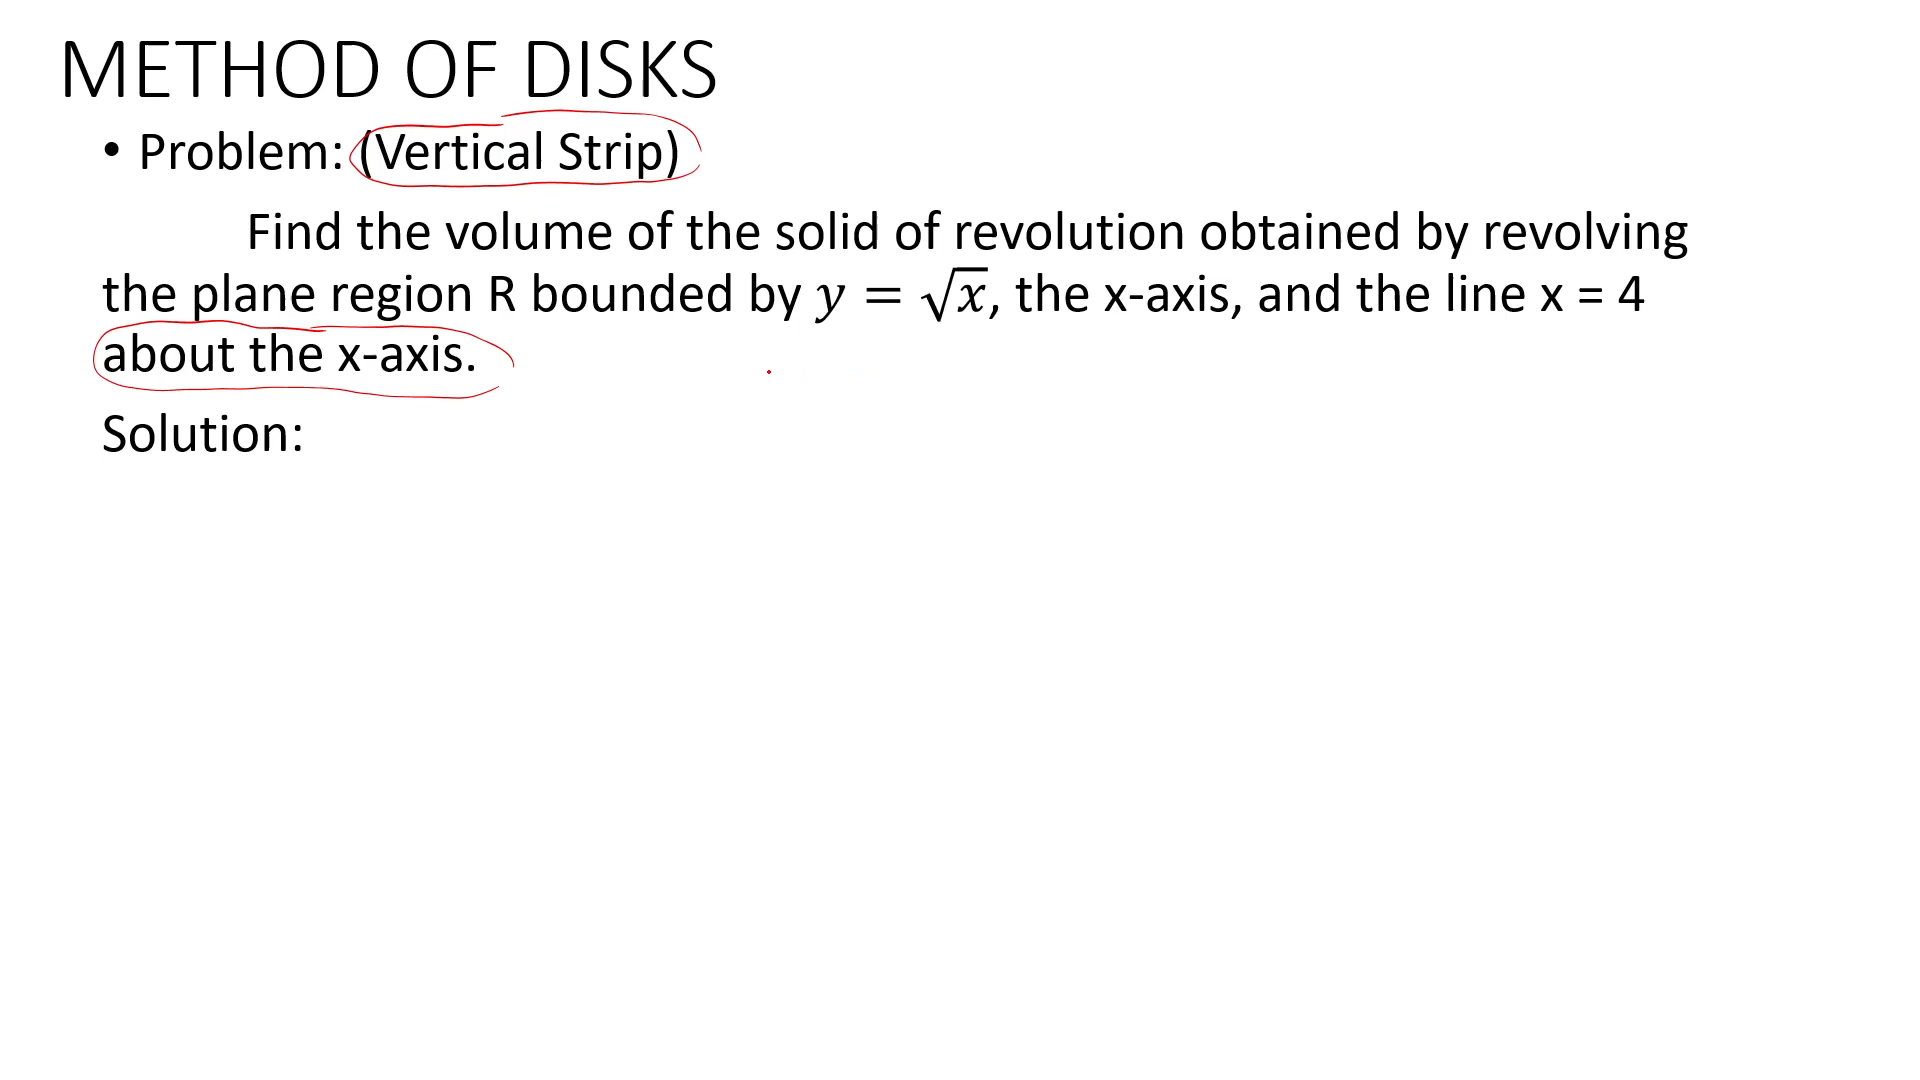 METHOD OF DISKS
• Problem: (Vertical Strip)
Find the volume of the solid of revolution obtained by revolving
the plane region R bounded by 𝑦 = √𝑥, the x-axis, and the line x = 4
about the x-axis.
Solution: